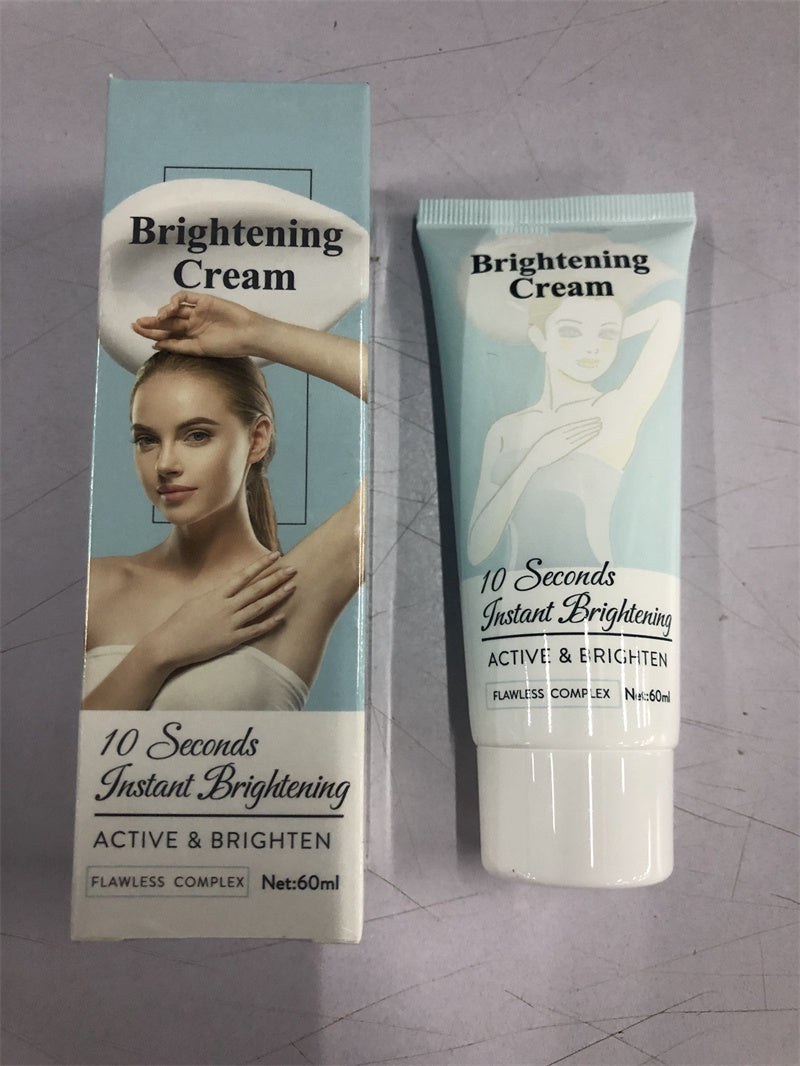 Brightening
Cream
10 Seconds
Instant Brightening
ACTIVE & BRIGHTEN
FLAWLESS COMPLEX Net:60ml
Brightening
Cream
10 Seconds
Instant Brightening
ACTIVE & BRIGHTEN
FLAWLESS COMPLEX Net:60ml